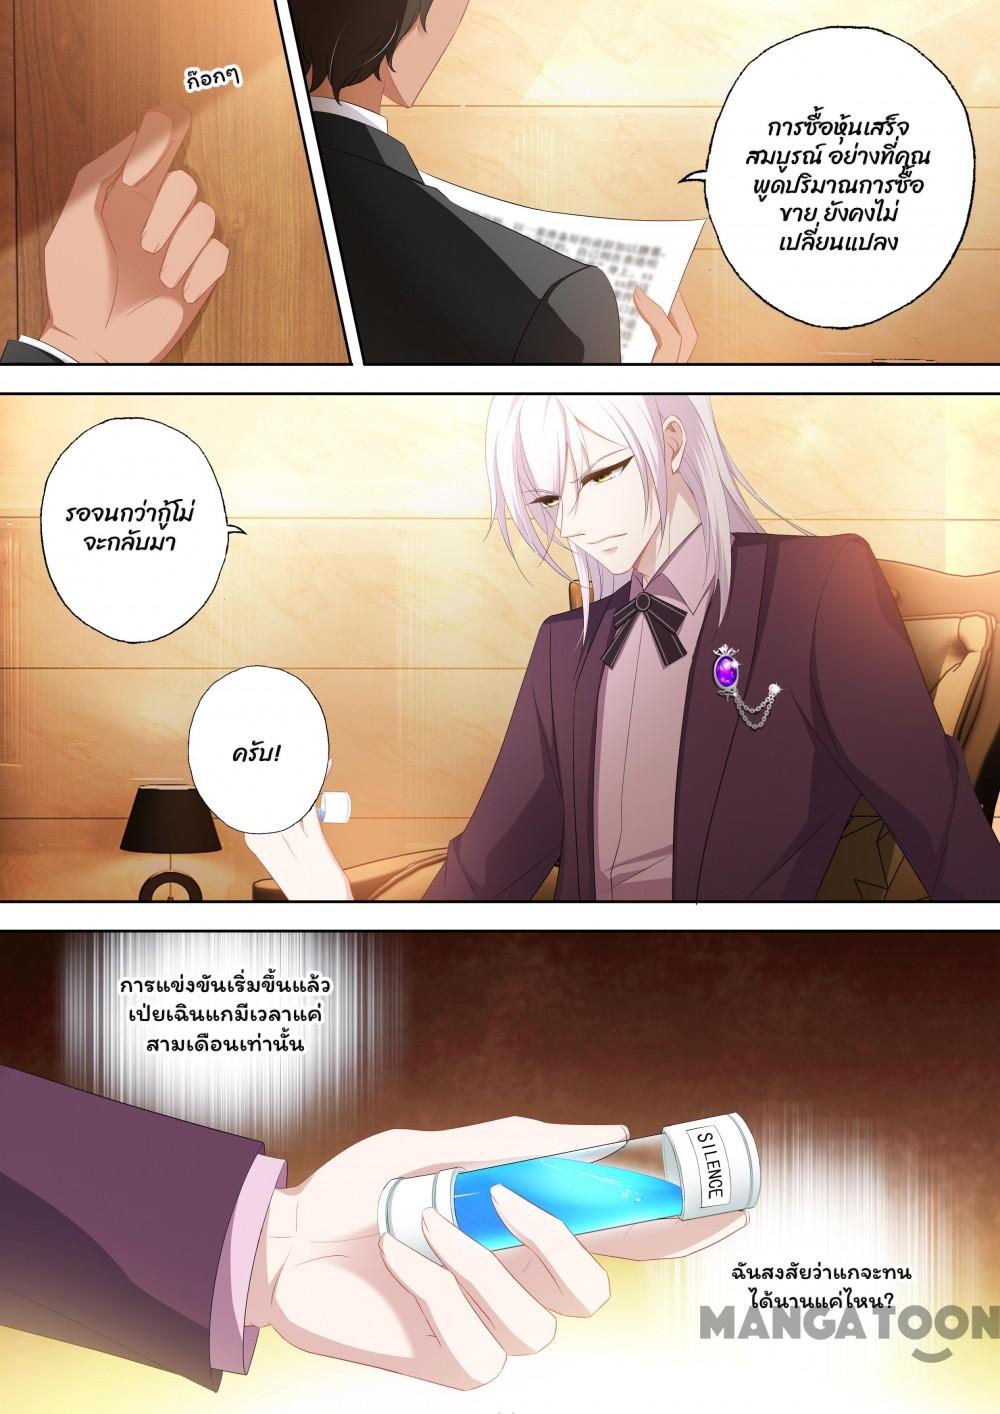 ก๊อกๆ
การซื้อหุ้นเสร็จ
สมบูรณ์ อย่างที่คุณ
พูดปริมาณการซื้อ
ขาย ยังคงไม่
เปลี่ยนแปลง
รอจนกว่ากู้โม่
จะกลับมา
ครับ!
การแข่งขันเริ่มขึ้นแล้ว
เป่ยเฉินแกมีเวลาแค่
สามเดือนเท่านั้น
SILENCE
ฉันสงสัยว่าแกจะทน
ได้นานแค่ไหน?
MANGATOON